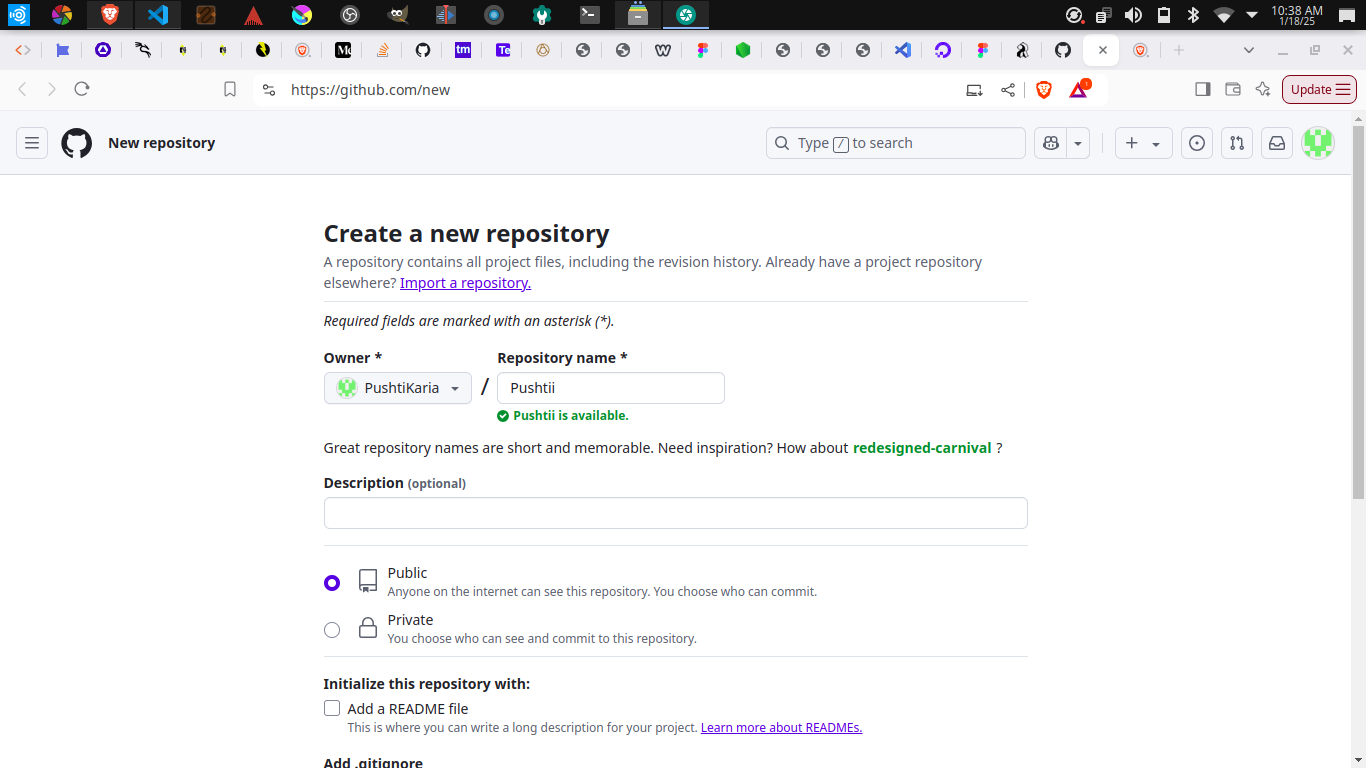 10:38 AM
1/18/25
Me
tm
Te
https://github.com/new
1
Update
New repository
Type / to search
Create a new repository
A repository contains all project files, including the revision history. Already have a project repository
elsewhere? Import a repository.
Required fields are marked with an asterisk (*).
Owner *
Repository name *
PushtiKaria
/
Pushtii
Pushtii is available.
Great repository names are short and memorable. Need inspiration? How about redesigned-carnival ?
Description (optional)
Public
Anyone on the internet can see this repository. You choose who can commit.
Private
You choose who can see and commit to this repository.
Initialize this repository with:
Add a README file
This is where you can write a long description for your project. Learn more about READMEs.
Add .gitignore